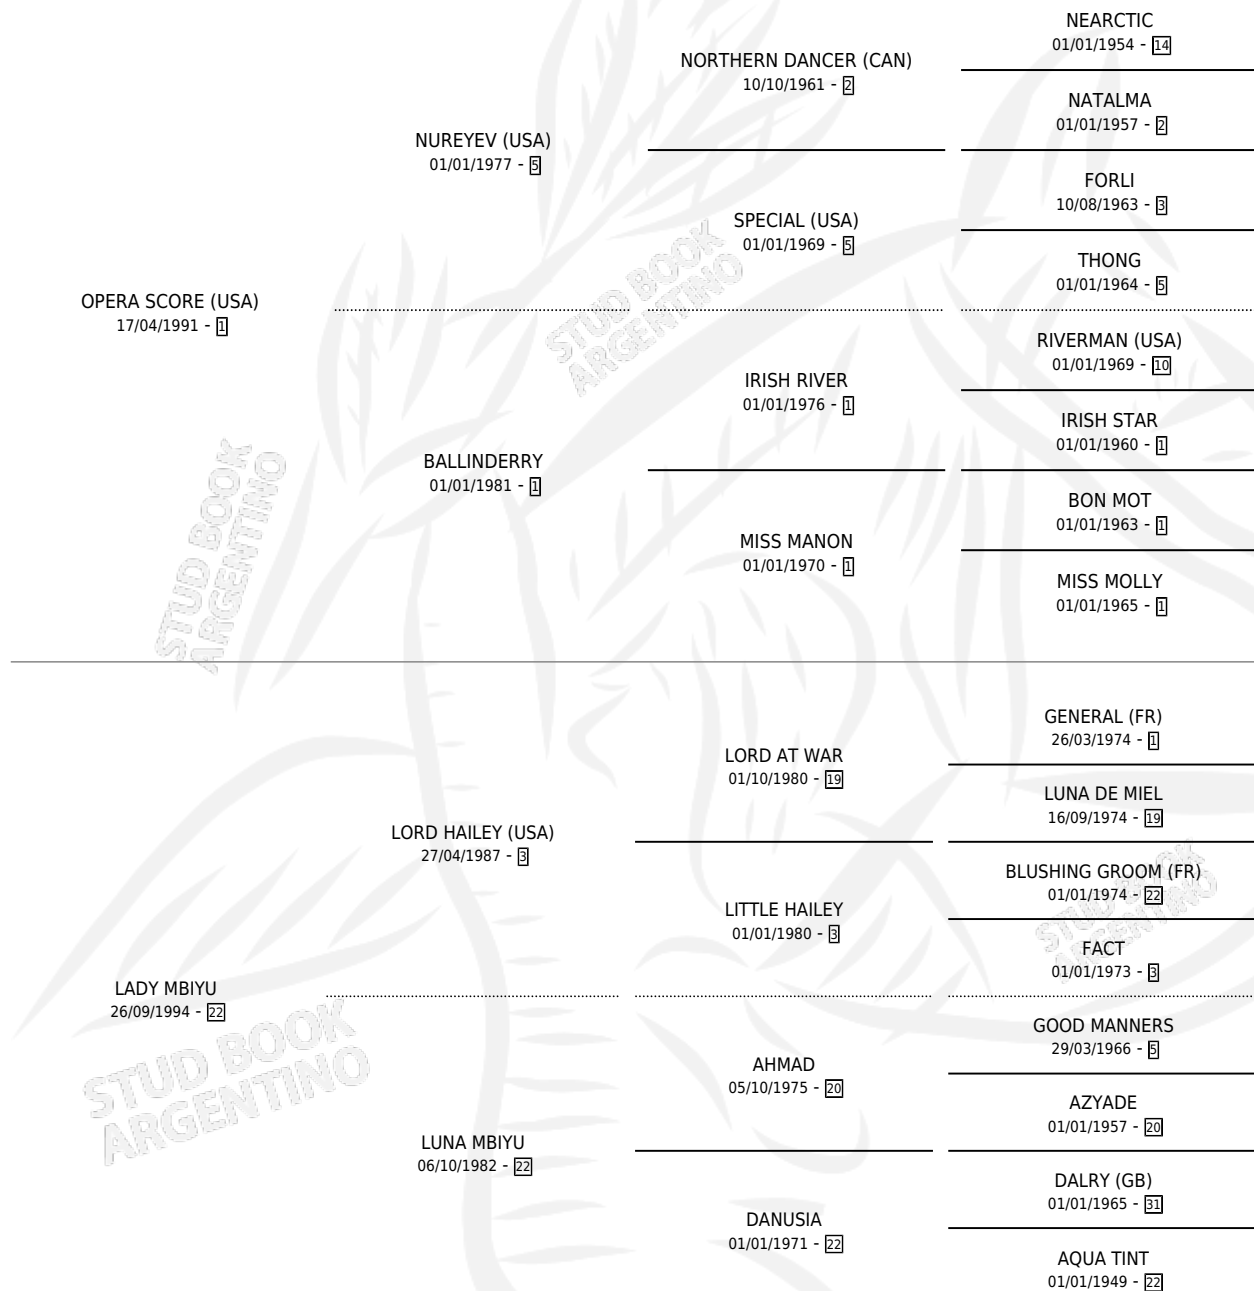 NEARCTIC
01/01/1954 - 14
NORTHERN DANCER (CAN)
10/10/1961 - 2
NATALMA
01/01/1957 - 2
NUREYEV (USA)
01/01/1977 - 5
FORLI
10/08/1963 - 3
SPECIAL (USA)
01/01/1969 - 5
THONG
01/01/1964 - 5
OPERA SCORE (USA)
17/04/1991 - 1
RIVERMAN (USA)
01/01/1969 - 10
IRISH RIVER
01/01/1976 - 1
IRISH STAR
01/01/1960 - 1
BALLINDERRY
01/01/1981 - 1
BON MOT
01/01/1963 - 1
MISS MANON
01/01/1970 - 1
MISS MOLLY
01/01/1965 - 1
GENERAL (FR)
26/03/1974 - 1
LORD AT WAR
01/10/1980 - 19
LUNA DE MIEL
16/09/1974 - 19
LORD HAILEY (USA)
27/04/1987 - 3
BLUSHING GROOM (FR)
01/01/1974 - 22
LITTLE HAILEY
01/01/1980 - 3
FACT
01/01/1973 - 3
LADY MBIYU
26/09/1994 - 22
GOOD MANNERS
29/03/1966 - 5
AHMAD
05/10/1975 - 20
AZYADE
01/01/1957 - 20
LUNA MBIYU
06/10/1982 - 22
DALRY (GB)
01/01/1965 - 31
DANUSIA
01/01/1971 - 22
AQUA TINT
01/01/1949 - 22
STUD BOOK
ARGENTINO
STUD BOOK
ARGENTINO
STUD BOOK
ARGENTINO
STUD BOOK
ARGENTINO